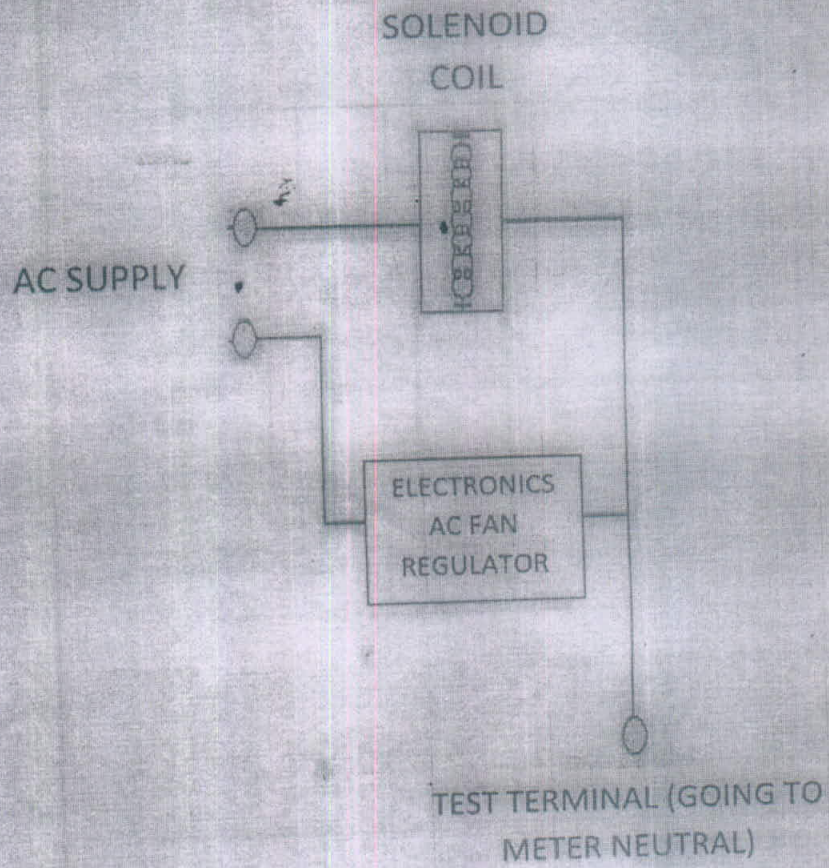 SOLENOID
COIL
AC SUPPLY
ELECTRONICS
AC FAN
REGULATOR
TEST TERMINAL (GOING TO
METER NEUTRAL)